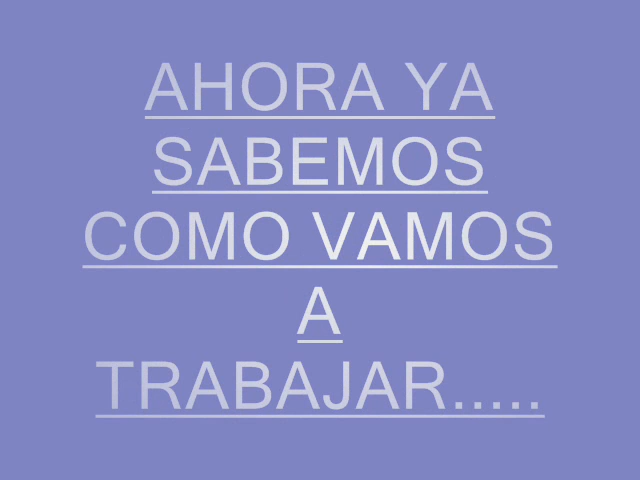 AHORA YA
SABEMOS
COMO VAMOS
A
TRABAJAR.....